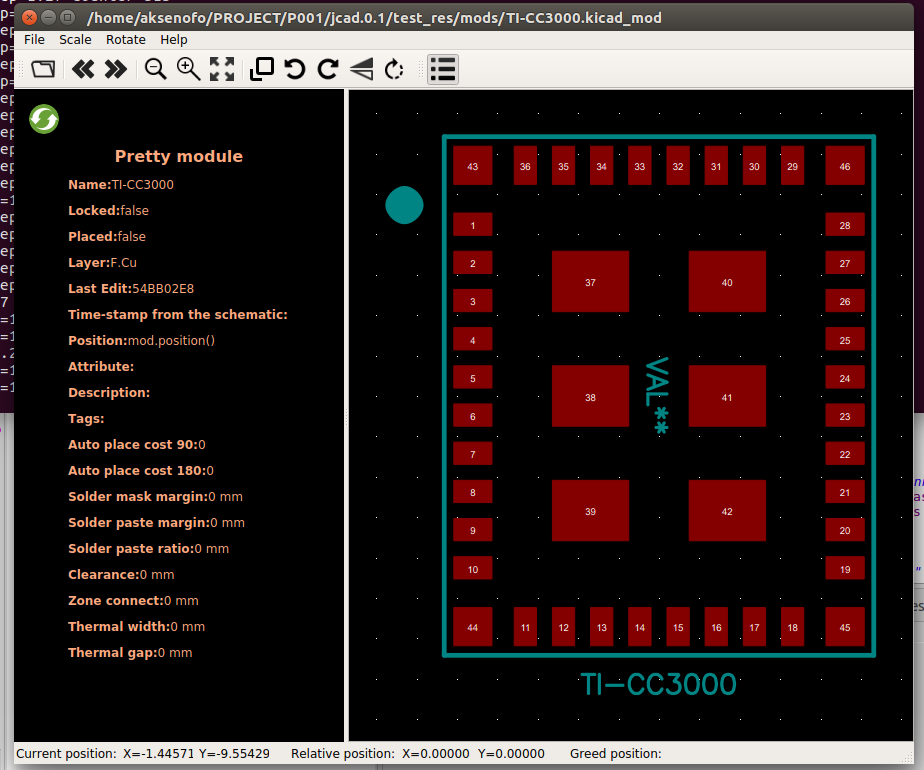 /home/aksenofo/PROJECT/P001/jcad.0.1/test_res/mods/TI-CC3000.kicad_mod
File Scale Rotate Help
Pretty module
Name:TI-CC3000
Locked:false
Placed:false
Layer:F.Cu
Last Edit:54BB02E8
Time-stamp from the schematic:
Position:mod.position()
Attribute:
Description:
Tags:
Auto place cost 90:0
Auto place cost 180:0
Solder mask margin:0 mm
Solder paste margin:0 mm
Solder paste ratio:0 mm
Clearance:0 mm
Zone connect:0 mm
Thermal width:0 mm
Thermal gap:0 mm
43 36 35 34 33 32 31 30 29 46
1 28
2 37 40 27
3 26
4 25
5 24
38 VAL** 41
6 23
7 22
8 21
39 42
9 20
10 19
44 11 12 13 14 15 16 17 18 45
TI-CC3000
Current position: X=-1.44571 Y=-9.55429 Relative position: X=0.00000 Y=0.00000 Greed position: